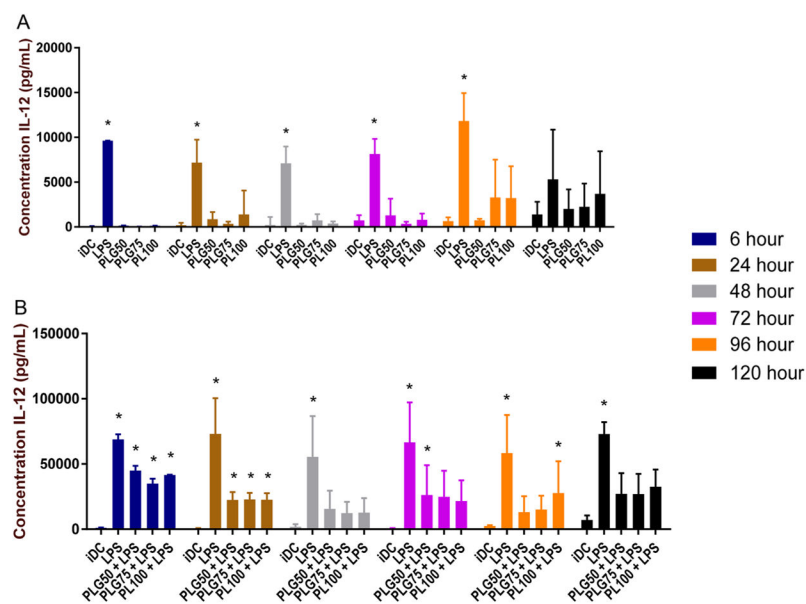 A
Concentration IL-12 (pg/mL)
20000
15000
10000
5000
0
* * * * *
iDC LPS PLG50 PLG75 PL100 iDC LPS PLG50 PLG75 PL100 iDC LPS PLG50 PLG75 PL100 iDC LPS PLG50 PLG75 PL100 iDC LPS PLG50 PLG75 PL100 iDC LPS PLG50 PLG75 PL100
6 hour
24 hour
48 hour
72 hour
96 hour
120 hour
B
Concentration IL-12 (pg/mL)
150000
100000
50000
0
* * * * * * * * * * * * * *
iDC LPS PLG50 + LPS PLG75 + LPS PL100 + LPS iDC LPS PLG50 + LPS PLG75 + LPS PL100 + LPS iDC LPS PLG50 + LPS PLG75 + LPS PL100 + LPS iDC LPS PLG50 + LPS PLG75 + LPS PL100 + LPS iDC LPS PLG50 + LPS PLG75 + LPS PL100 + LPS iDC LPS PLG50 + LPS PLG75 + LPS PL100 + LPS